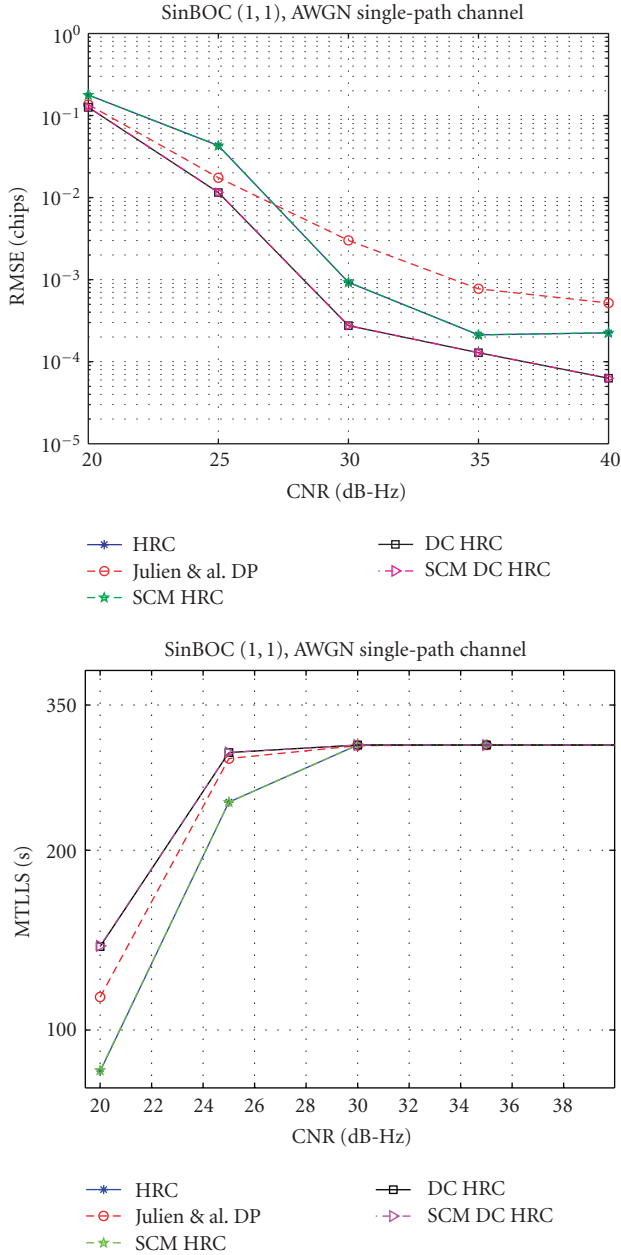 SinBOC (1, 1), AWGN single-path channel
10^0
10^-1
10^-2
10^-3
10^-4
10^-5
RMSE (chips)
20 25 30 35 40
CNR (dB-Hz)
HRC
Julien & al. DP
SCM HRC
DC HRC
SCM DC HRC
SinBOC (1, 1), AWGN single-path channel
350
200
100
MTLLS (s)
20 22 24 26 28 30 32 34 36 38
CNR (dB-Hz)
HRC
Julien & al. DP
SCM HRC
DC HRC
SCM DC HRC